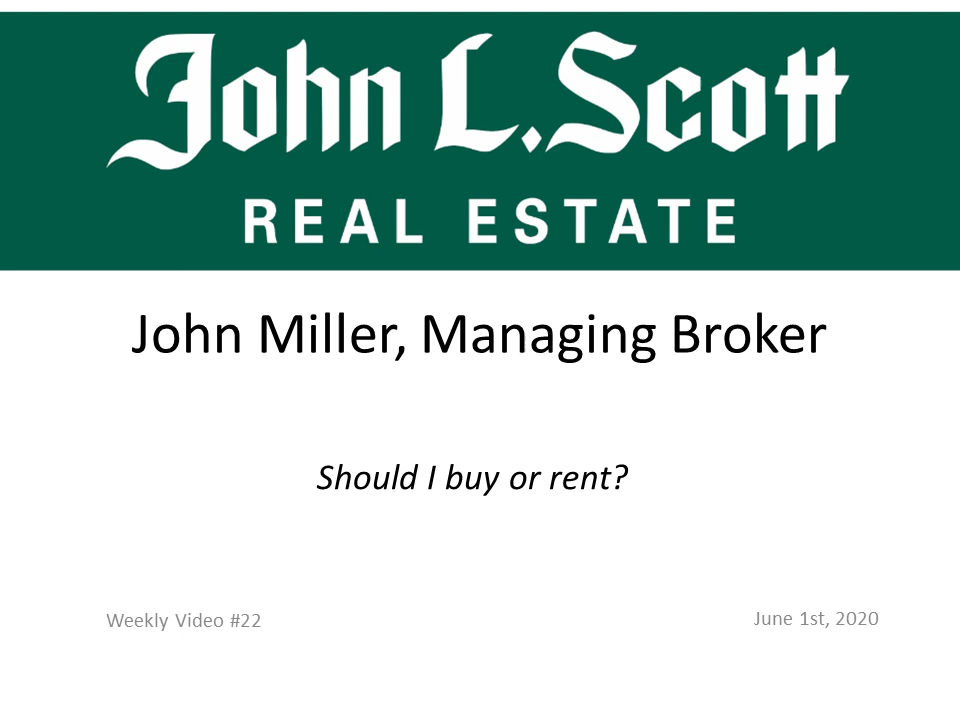 John L. Scott
REAL ESTATE
John Miller, Managing Broker
Should I buy or rent?
Weekly Video #22
June 1st, 2020